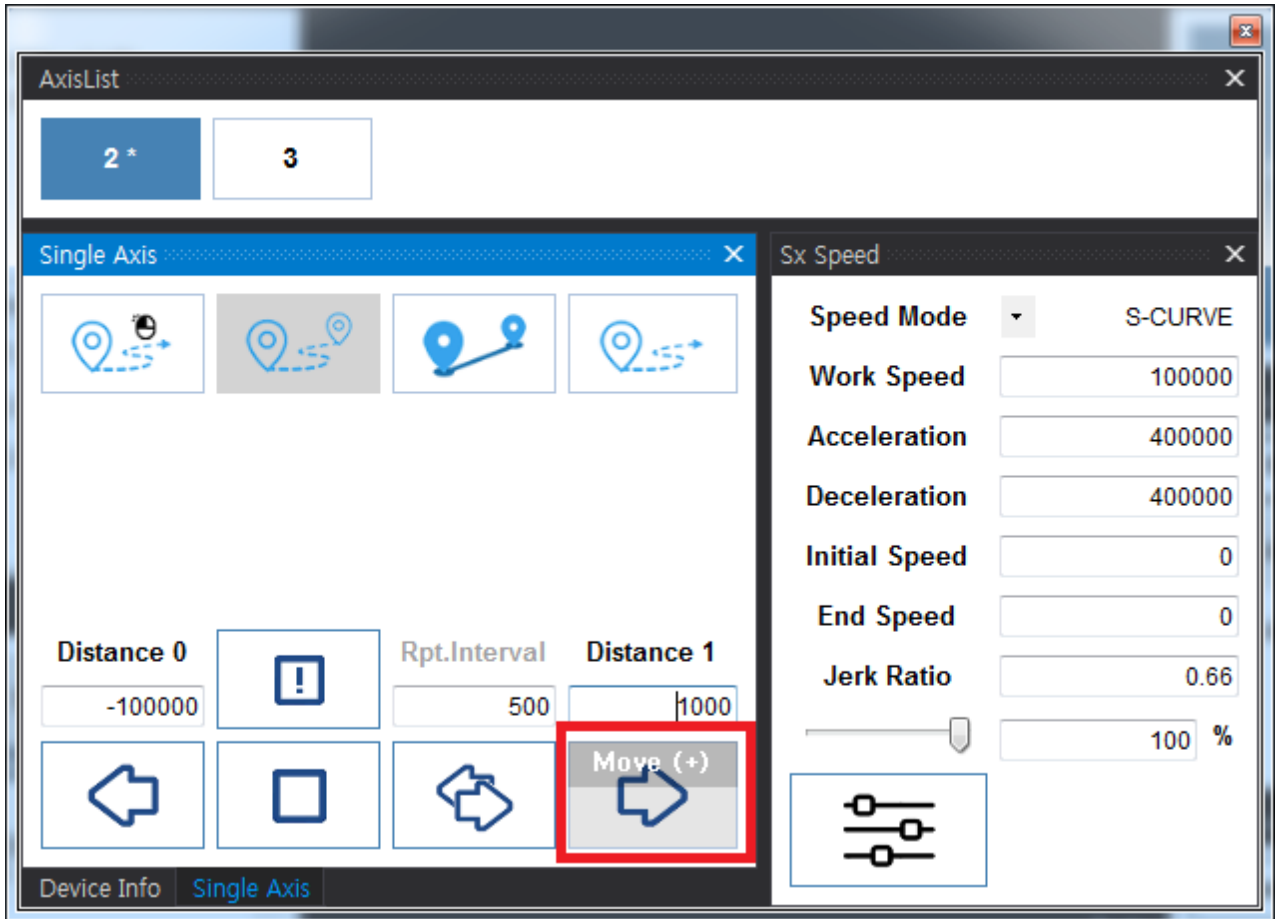 AxisList
2 *
3
Single Axis
Distance 0
Rpt.Interval
Distance 1
-100000
500
1000
Move (+)
Device Info
Single Axis
Sx Speed
Speed Mode S-CURVE
Work Speed 100000
Acceleration 400000
Deceleration 400000
Initial Speed 0
End Speed 0
Jerk Ratio 0.66
100 %